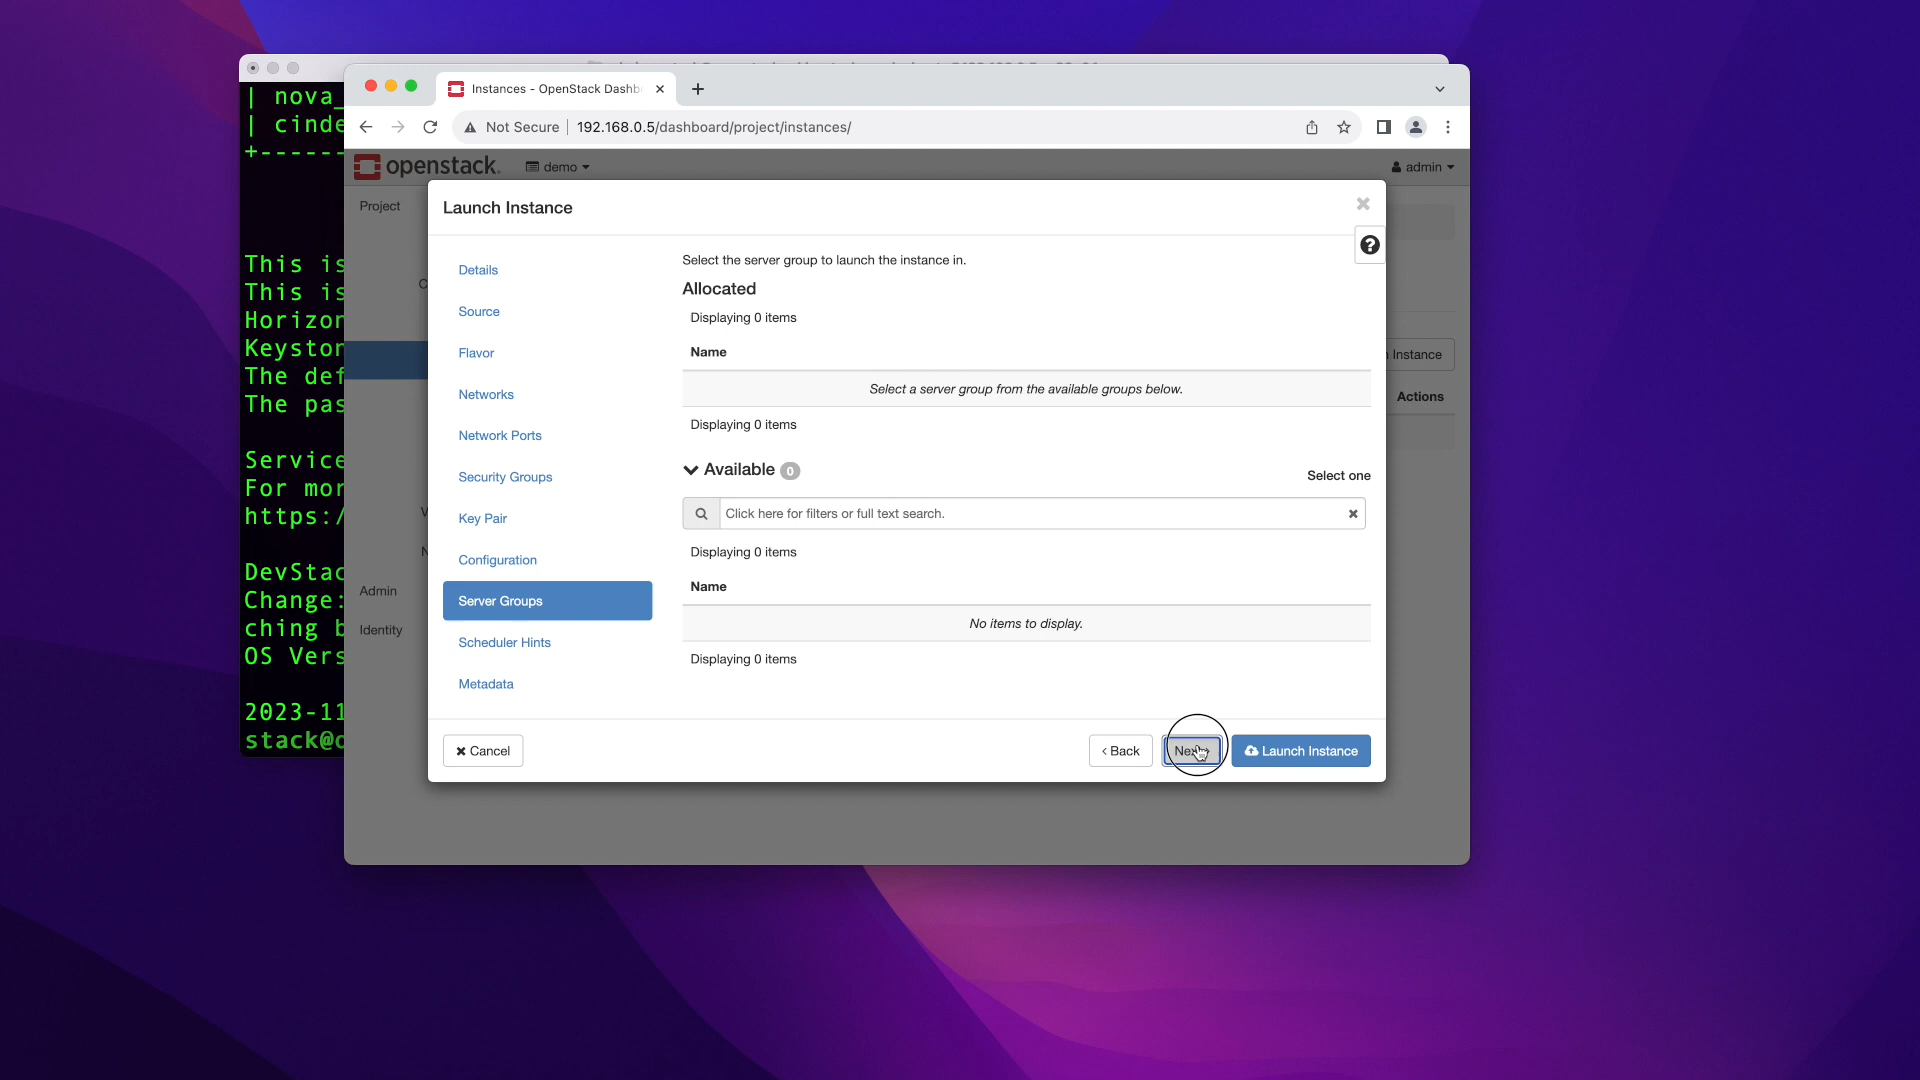 Instances - OpenStack Dashb
Not Secure
192.168.0.5/dashboard/project/instances/
| nova_
| cinde
+------
This is
This is
Horizon
Keyston
The def
The pas
Service
For mor
https:/
DevStac
Change:
ching b
OS Vers
2023-11
stack@
openstack.
demo
admin
Project
Admin
Identity
Instance
Actions
Launch Instance
Details
Source
Flavor
Networks
Network Ports
Security Groups
Key Pair
Configuration
Server Groups
Scheduler Hints
Metadata
Select the server group to launch the instance in.
Allocated
Displaying 0 items
Name
Select a server group from the available groups below.
Displaying 0 items
Available 0
Select one
Click here for filters or full text search.
Displaying 0 items
Name
No items to display.
Displaying 0 items
Cancel
‹ Back
Launch Instance